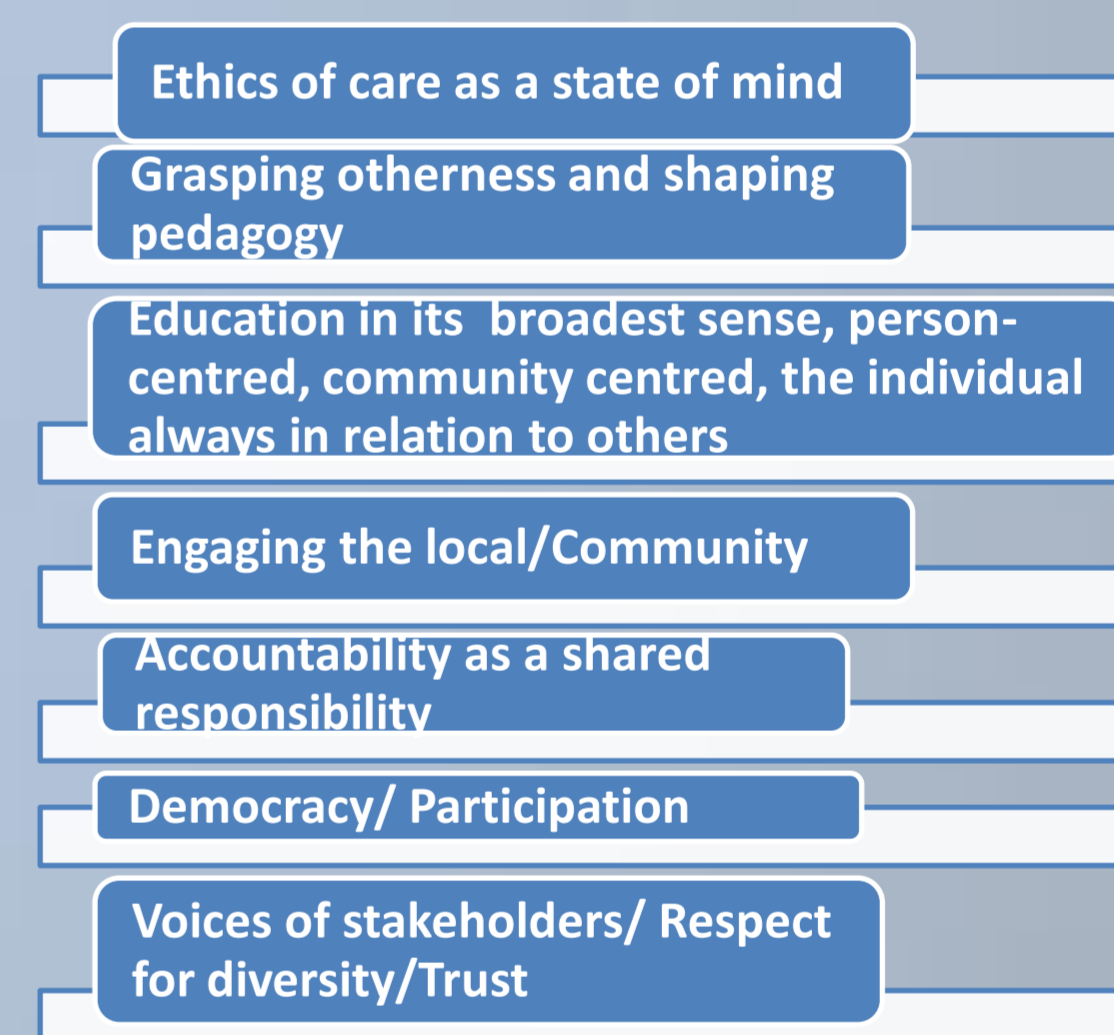 Ethics of care as a state of mind
Grasping otherness and shaping
pedagogy
Education in its  broadest sense, person-
centred, community centred, the individual
always in relation to others
Engaging the local/Community
Accountability as a shared
responsibility
Democracy/ Participation
Voices of stakeholders/ Respect
for diversity/Trust